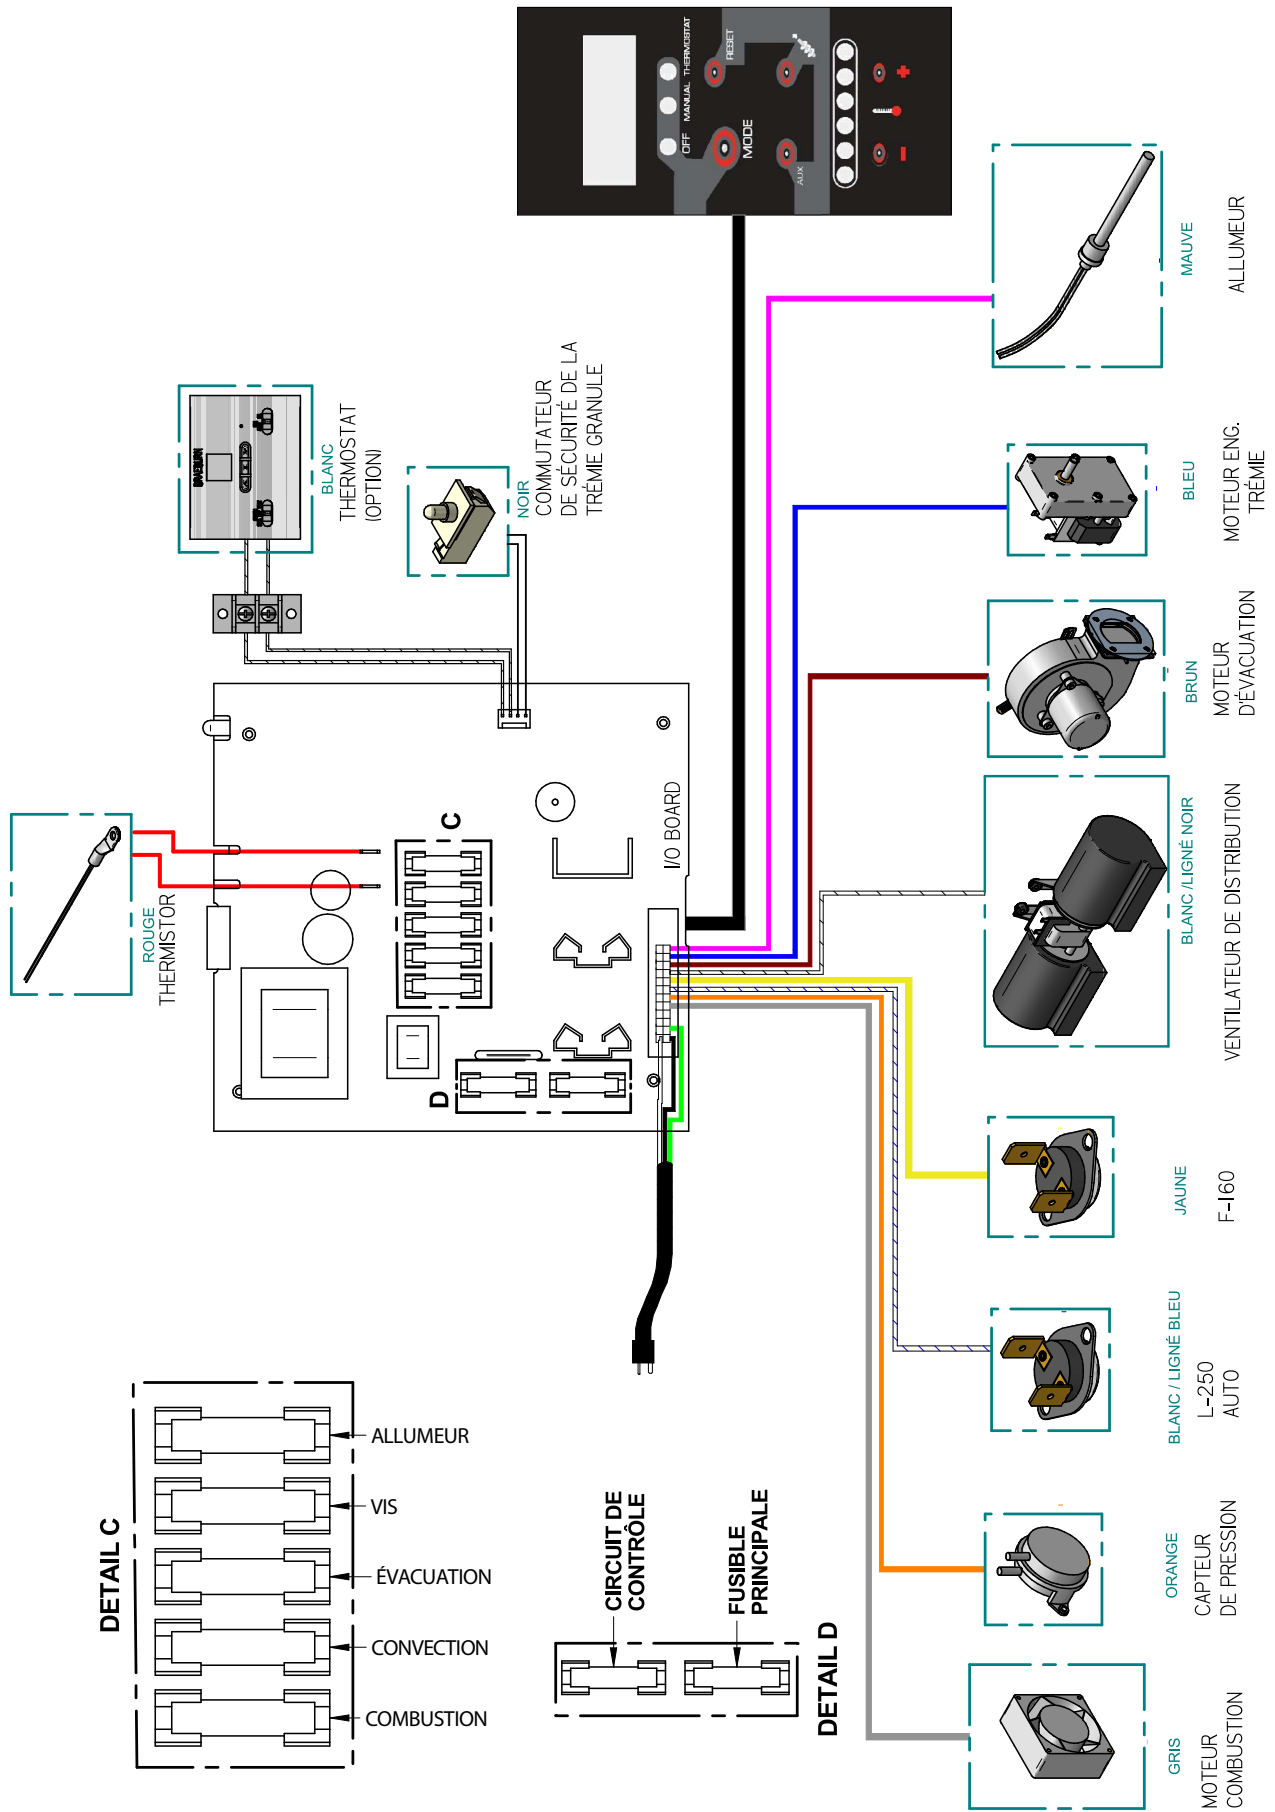 OFF
MANUAL
THERMOSTAT
RESET
MODE
AUX
BRAEBURN
BLANC
THERMOSTAT
(OPTION)
NOIR
COMMUTATEUR
DE SÉCURITÉ DE LA
TRÉMIE GRANULE
ROUGE
THERMISTOR
C
D
I/O BOARD
MAUVE
ALLUMEUR
BLEU
MOTEUR ENG.
TRÉMIE
BRUN
MOTEUR
D'ÉVACUATION
BLANC /LIGNÉ NOIR
VENTILATEUR DE DISTRIBUTION
JAUNE
F-160
BLANC / LIGNÉ BLEU
L-250
AUTO
ORANGE
CAPTEUR
DE PRESSION
GRIS
MOTEUR
COMBUSTION
DETAIL C
ALLUMEUR
VIS
ÉVACUATION
CONVECTION
COMBUSTION
CIRCUIT DE
CONTRÔLE
FUSIBLE
PRINCIPALE
DETAIL D